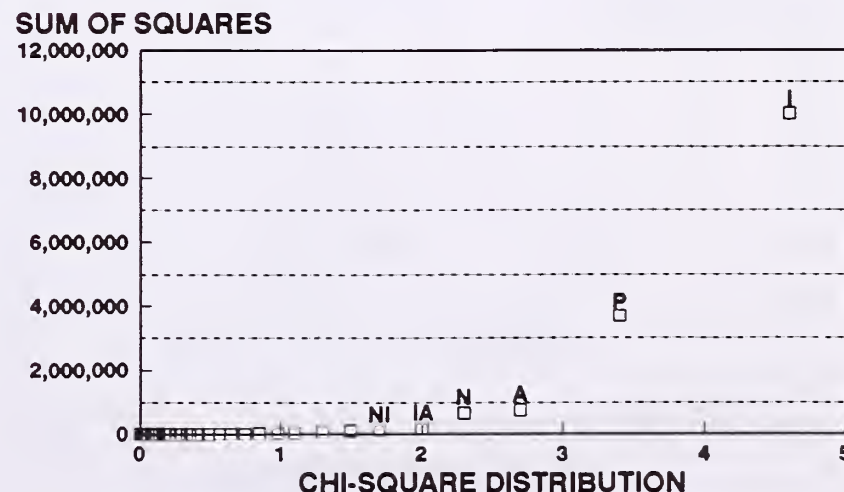 SUM OF SQUARES
12,000,000
10,000,000
8,000,000
6,000,000
4,000,000
2,000,000
0
I
P
A
N
IA
NI
0 1 2 3 4 5
CHI-SQUARE DISTRIBUTION